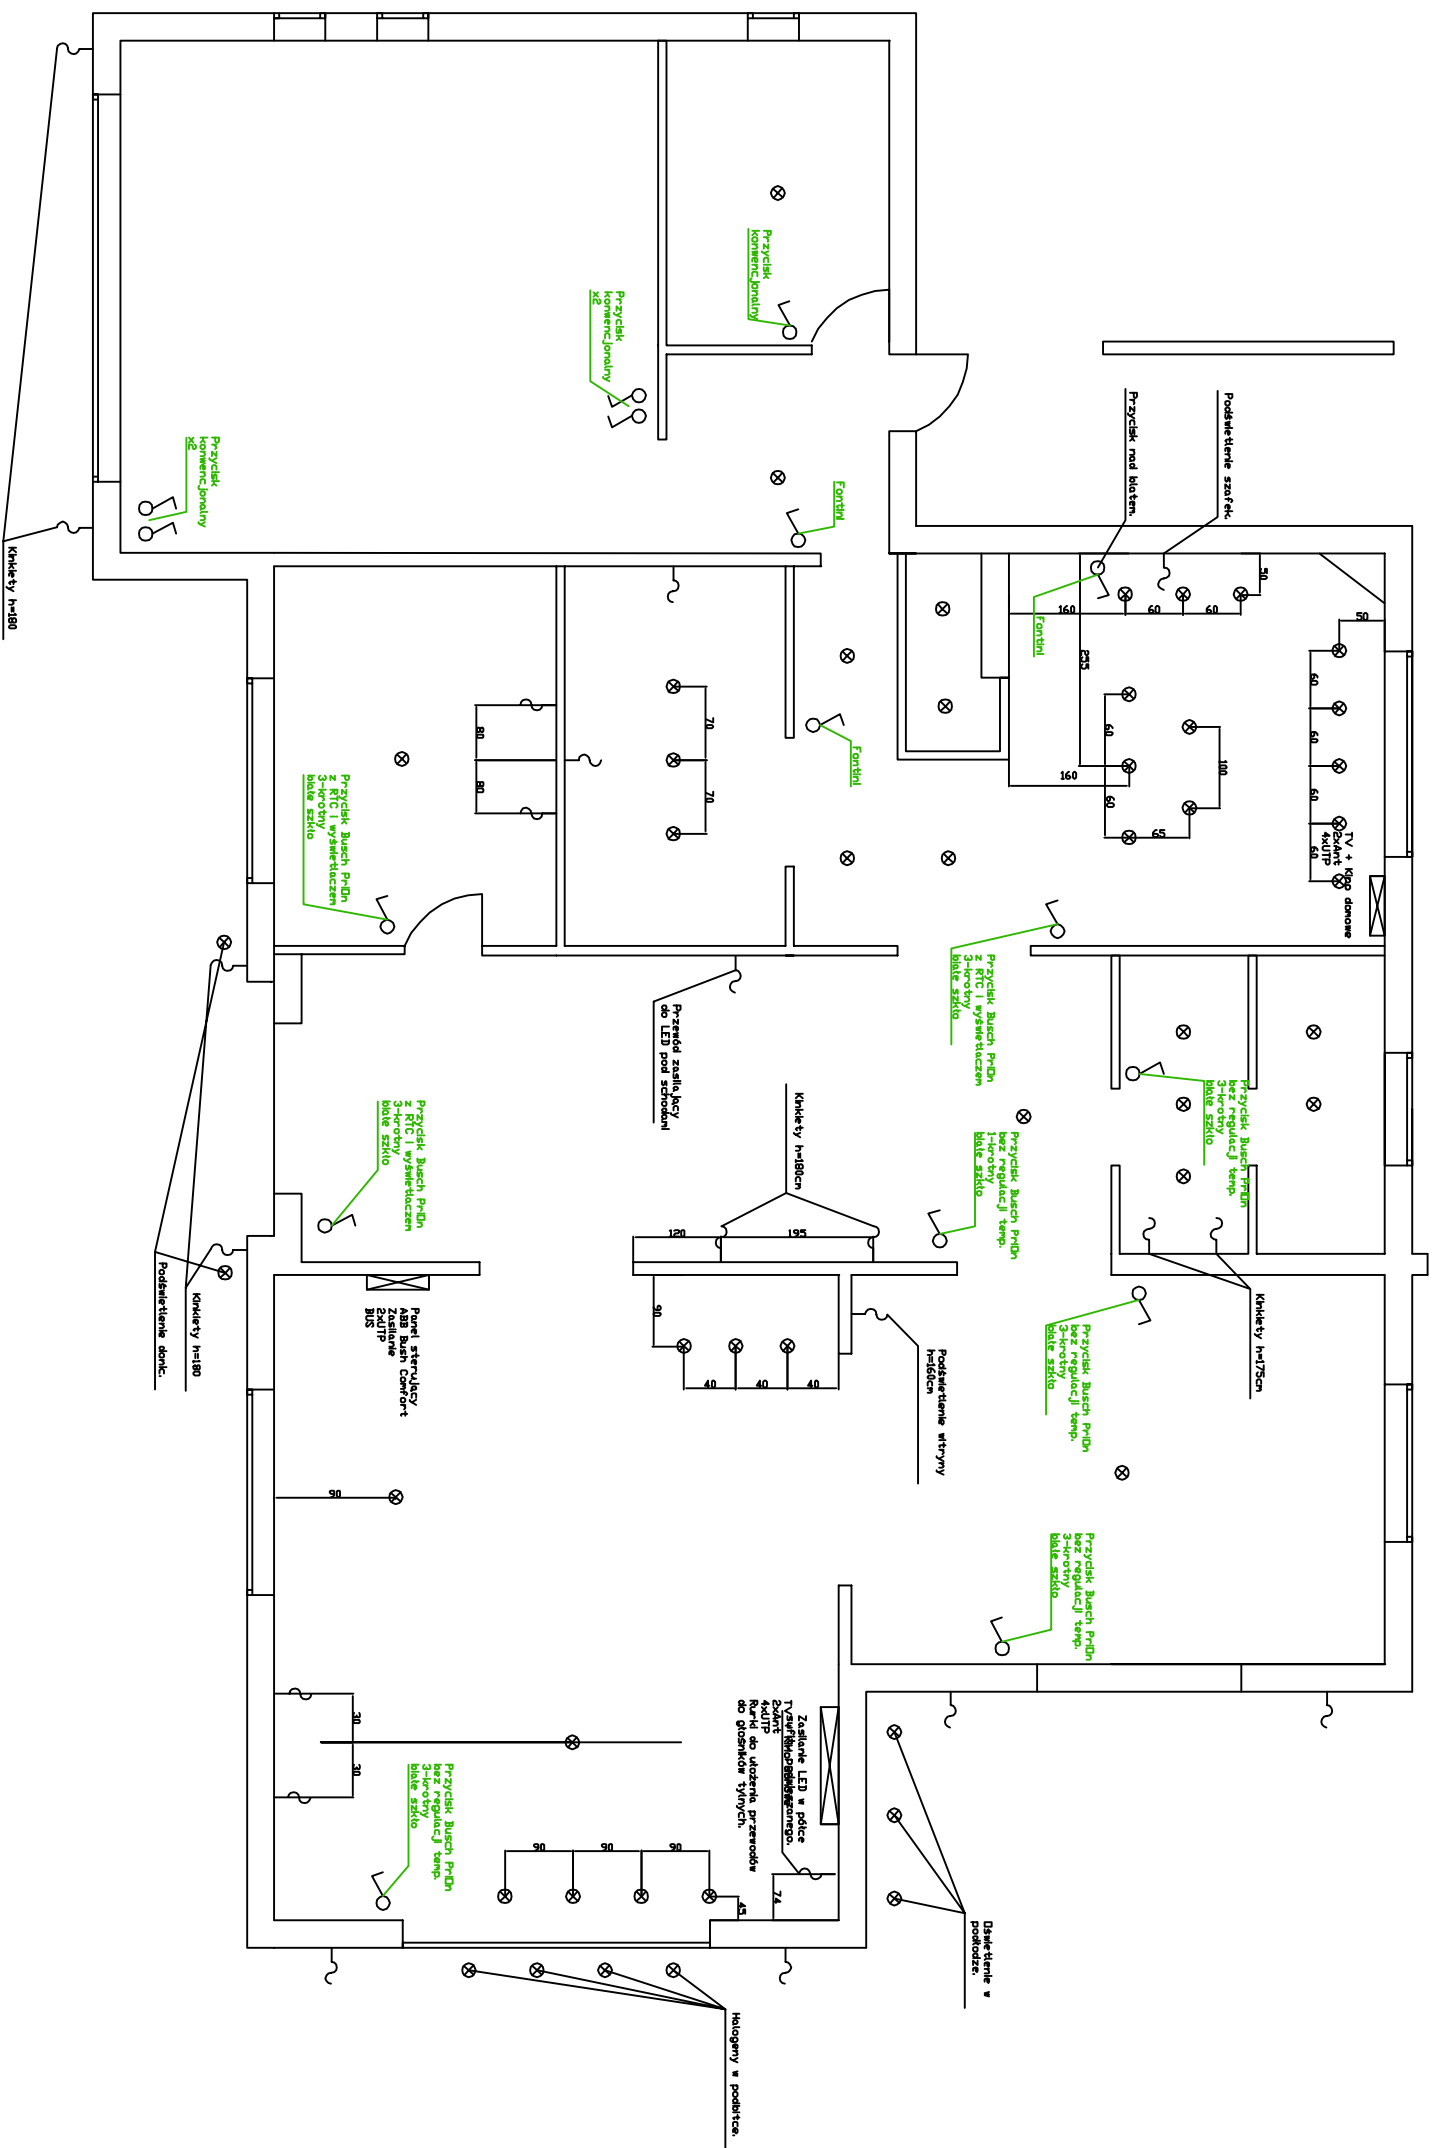 Przycisk
konwencjonalny
Przycisk
konwencjonalny
x2
Przycisk
konwencjonalny
x2
Kinkiety h=180
Podświetlenie szafek.
Przycisk nad blatem.
Fontini
Fontini
Fontini
50
160
60
60
255
50
60
60
60
60
60
60
100
160
65
TV + Kino domowe
2xAnt
4xUTP
70
70
80
80
Przycisk Busch PriOn
z RTC i wyświetlaczem
3-krotny
białe szkło
Przycisk Busch PriOn
z RTC i wyświetlaczem
3-krotny
białe szkło
Przewód zasilający
do LED pod schodami
Przycisk Busch PriOn
bez regulacji temp.
3-krotny
białe szkło
Kinkiety h=180cm
Przycisk Busch PriOn
bez regulacji temp.
1-krotny
białe szkło
Przycisk Busch PriOn
z RTC i wyświetlaczem
3-krotny
białe szkło
120
195
Podświetlenie donic.
Kinkiety h=180
Kinkiety h=175cm
Panel sterujący
ABB Bush Comfort
Zasilanie
2xUTP
BUS
90
40
40
40
Podświetlenie witryny
h=160cm
Przycisk Busch PriOn
bez regulacji temp.
3-krotny
białe szkło
90
Przycisk Busch PriOn
bez regulacji temp.
3-krotny
białe szkło
30
30
Zasilanie LED w półce
2xAnt
4xUTP
Rurki do ułożenia przewodów
do głośników tylnych.
Przycisk Busch PriOn
bez regulacji temp.
3-krotny
białe szkło
90
90
90
45
74
Oświetlenie w
podłodze.
Halogeny w podbitce.